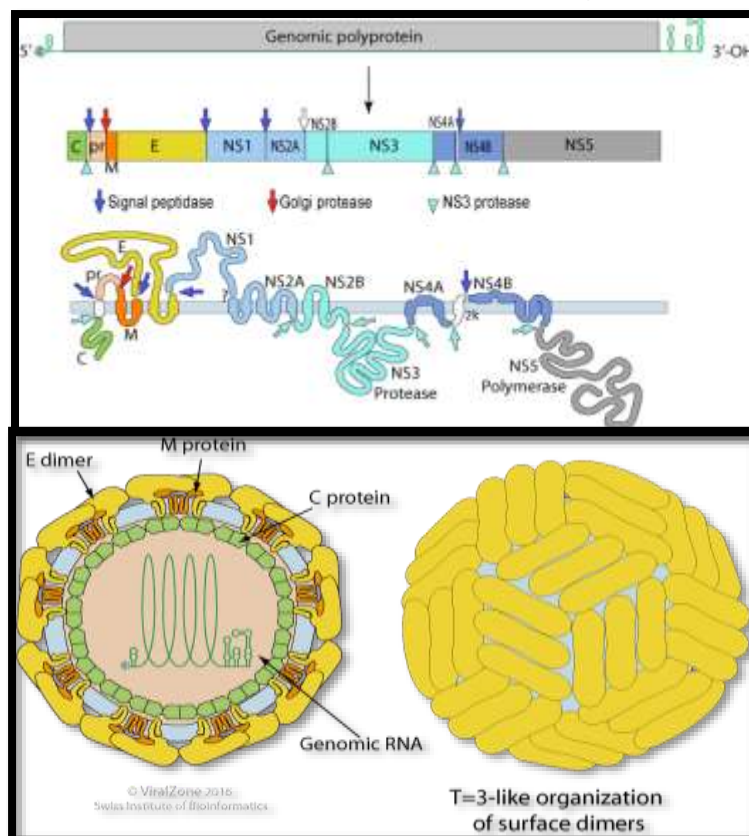 Genomic polyprotein
5' 3'-OH
NS2B NS4A
C pr M E NS1 NS2A NS3 NS4B NS5
Signal peptidase Golgi protease NS3 protease
E NS1
pr NS2A NS2B NS4A NS4B
? 2k
M
C NS3 NS5
Protease Polymerase
M protein
E dimer
C protein
Genomic RNA
© ViralZone 2016
Swiss Institute of Bioinformatics
T=3-like organization
of surface dimers